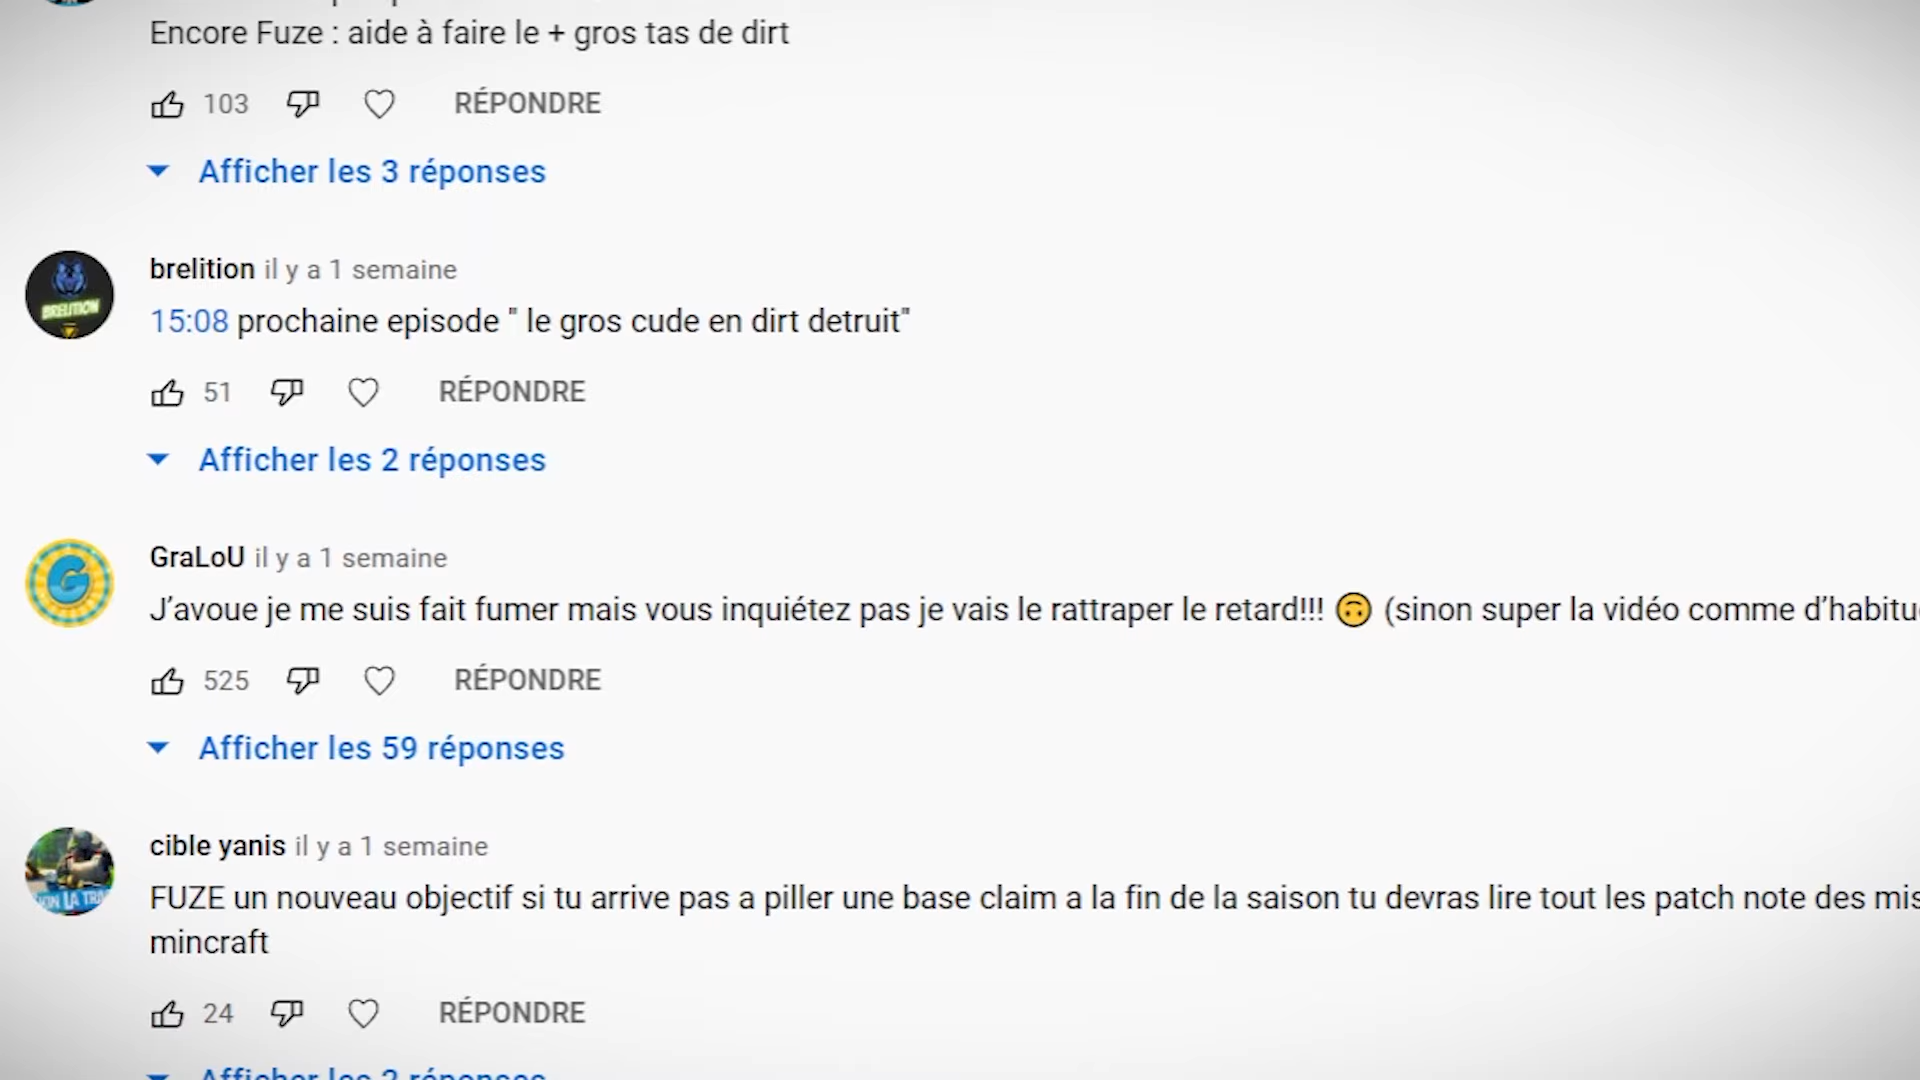 Encore Fuze : aide à faire le + gros tas de dirt
103 RÉPONDRE
Afficher les 3 réponses
BRELITION
brelition il y a 1 semaine
15:08 prochaine episode " le gros cude en dirt detruit"
51 RÉPONDRE
Afficher les 2 réponses
G
GraLoU il y a 1 semaine
J’avoue je me suis fait fumer mais vous inquiétez pas je vais le rattraper le retard!!! 🙃 (sinon super la vidéo comme d’habitu
525 RÉPONDRE
Afficher les 59 réponses
cible yanis il y a 1 semaine
FUZE un nouveau objectif si tu arrive pas a piller une base claim a la fin de la saison tu devras lire tout les patch note des mis
mincraft
24 RÉPONDRE
Afficher les 2 réponses